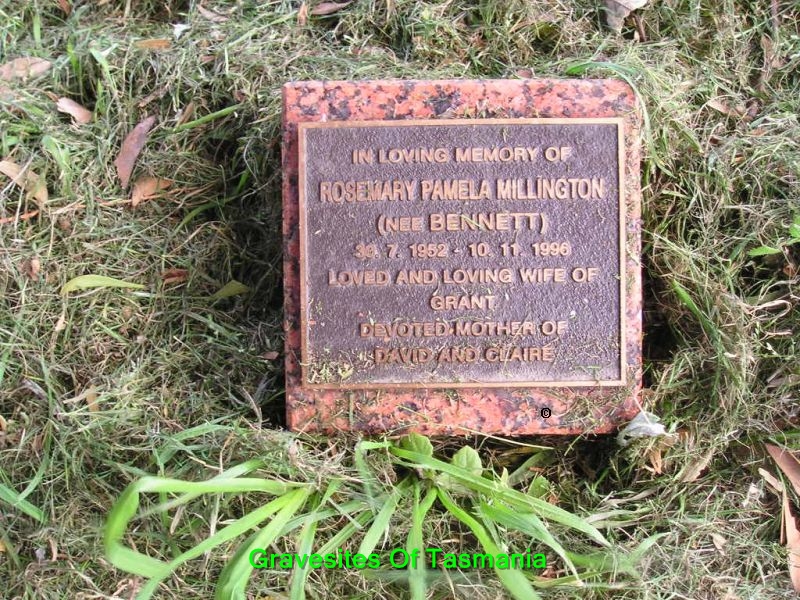 IN LOVING MEMORY OF
ROSEMARY PAMELA MILLINGTON
(NEE BENNETT)
30. 7. 1952 - 10. 11. 1996
LOVED AND LOVING WIFE OF
GRANT
DEVOTED MOTHER OF
DAVID AND CLAIRE
©
Gravesites Of Tasmania